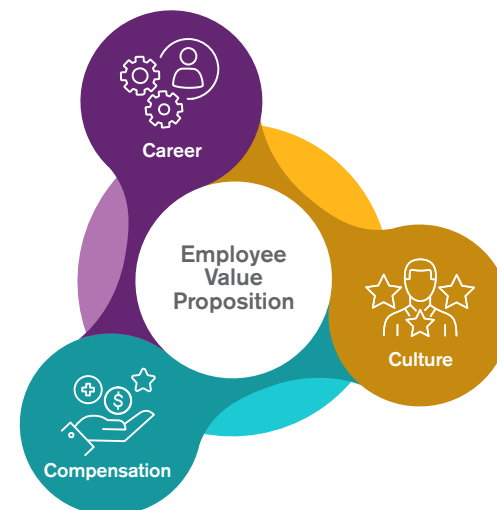 Career
Employee
Value
Proposition
Culture
$
Compensation